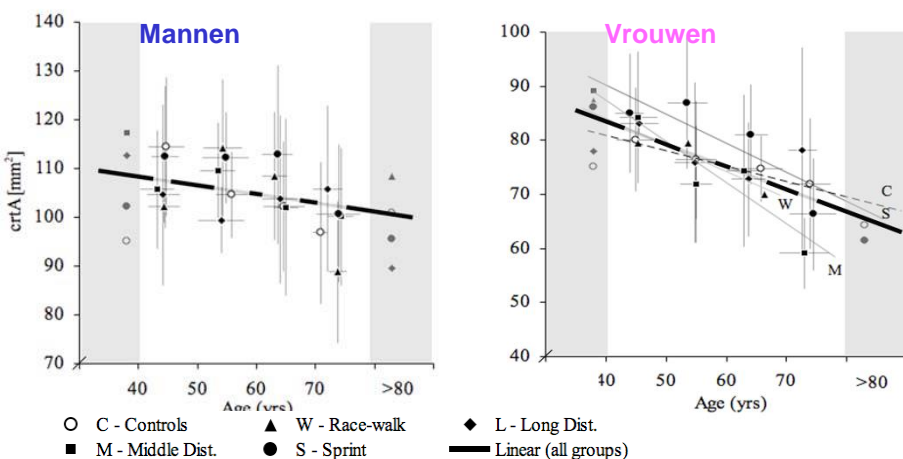 Mannen
140
130
120
110
100
90
80
70
crtA [mm²]
40 50 60 70 >80
Age (yrs)
Vrouwen
100
90
80
70
60
50
40
C
S
W
M
40 50 60 70 >80
Age (yrs)
C - Controls W - Race-walk L - Long Dist.
M - Middle Dist. S - Sprint Linear (all groups)